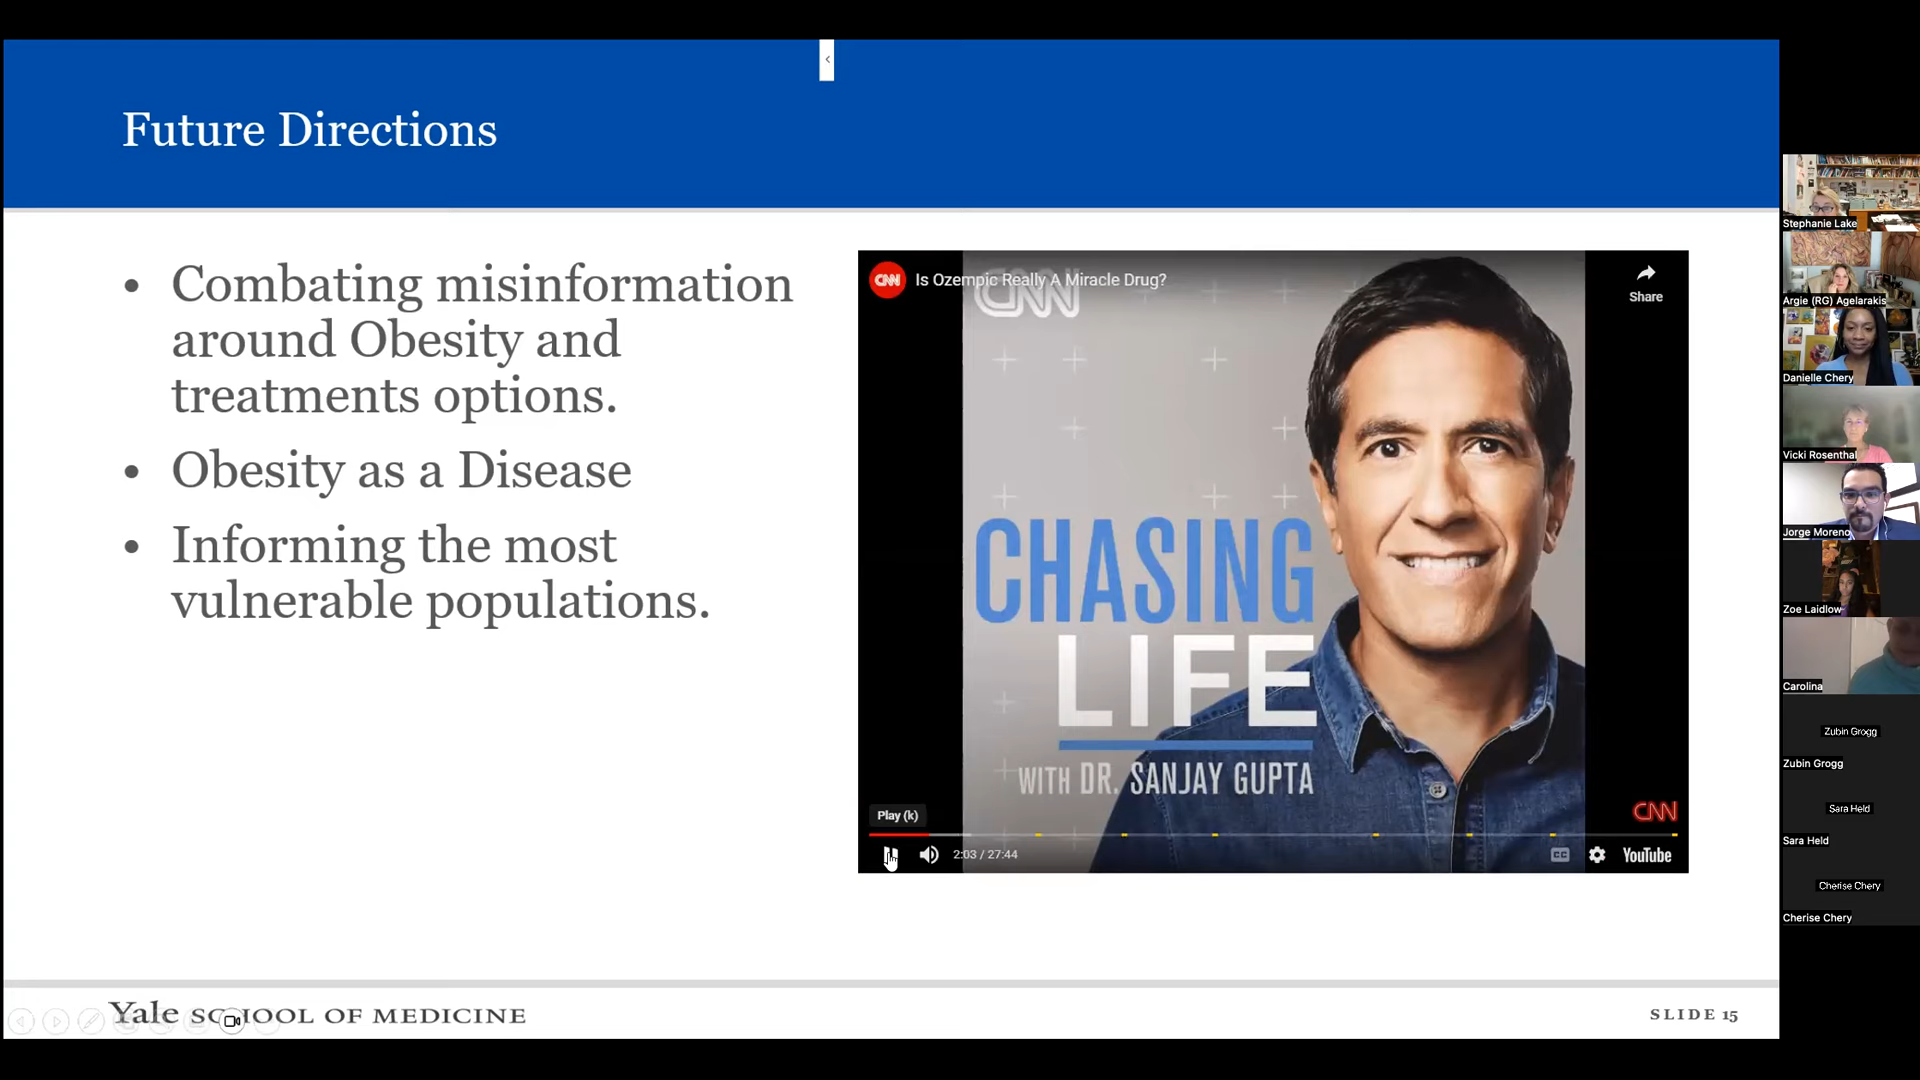 Future Directions
• Combating misinformation
around Obesity and
treatments options.
• Obesity as a Disease
• Informing the most
vulnerable populations.
CNN
Is Ozempic Really A Miracle Drug?
CNN
Share
CHASING
LIFE
WITH DR. SANJAY GUPTA
CNN
Play (k)
2:03 / 27:44
CC
YouTube
Yale SCHOOL OF MEDICINE
SLIDE 15
Stephanie Lake
Argie (RG) Agelarakis
Danielle Chery
Vicki Rosenthal
Jorge Moreno
Zoe Laidlow
Carolina
Zubin Grogg
Zubin Grogg
Sara Held
Sara Held
Cherise Chery
Cherise Chery